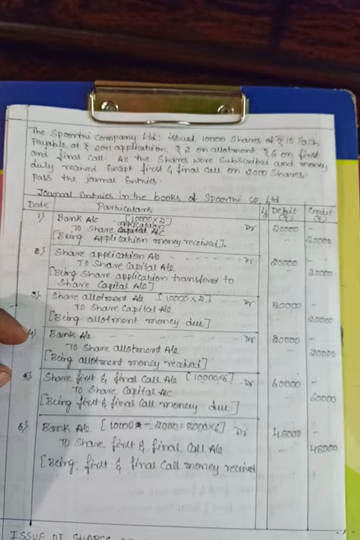 The Spoorthi Company Ltd: issued 10000 Shares of ₹10 each
Payable at ₹ 2 on application, ₹ 2 on allotment ₹ 6 on first
and final Call. All the Shares were Subscribed and money
duly received Except first & final Call on 2000 Shares.
Pass the journal Entries.
Journal Entries in the books of Spoorthi Co, Ltd
Date Particulars Debit (₹) Credit (₹)
1) Bank A/c [10000×2] Dr 20000
TO Share A/c 20000
[Being Application money received].
2) Share application A/c 20000
TO Share Capital A/c 20000
[Being Share application transfer to
Share Capital A/c]
3) Share allotment A/c [10000×2] 20000
TO Share Capital A/c 20000
[Being allotment money due]
4) Bank A/c 20000
TO Share allotment A/c 20000
[Being allotment money received]
5) Share first & final Call A/c [10000×6] Dr 60000
TO Share Capital A/c 60000
[Being first & final Call money due]
6) Bank A/c [10000 - 2000 = 8000×6] Dr 48000
TO Share first & final Call A/c 48000
[Being first & final Call money received
ISSUE OF SHARES